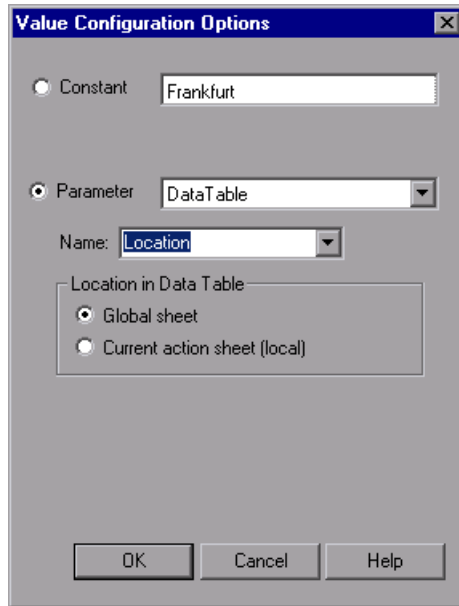 Value Configuration Options
Constant Frankfurt
Parameter DataTable
Name: Location
Location in Data Table
Global sheet
Current action sheet (local)
OK Cancel Help